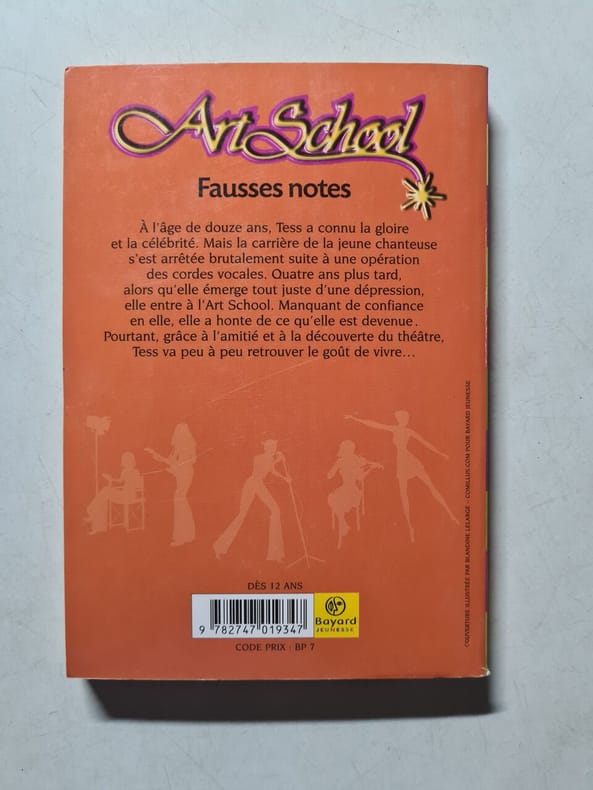 Art School
Fausses notes
À l'âge de douze ans, Tess a connu la gloire
et la célébrité. Mais la carrière de la jeune chanteuse
s'est arrêtée brutalement suite à une opération
des cordes vocales. Quatre ans plus tard,
alors qu'elle émerge tout juste d'une dépression,
elle entre à l'Art School. Manquant de confiance
en elle, elle a honte de ce qu'elle est devenue.
Pourtant, grâce à l'amitié et à la découverte du théâtre,
Tess va peu à peu retrouver le goût de vivre...
COUVERTURE ILLUSTRÉE PAR BLANDINE LELARGE - COMILLUS.COM POUR BAYARD JEUNESSE
DÈS 12 ANS
9 782747 019347
Bayard
JEUNESSE
CODE PRIX : BP 7